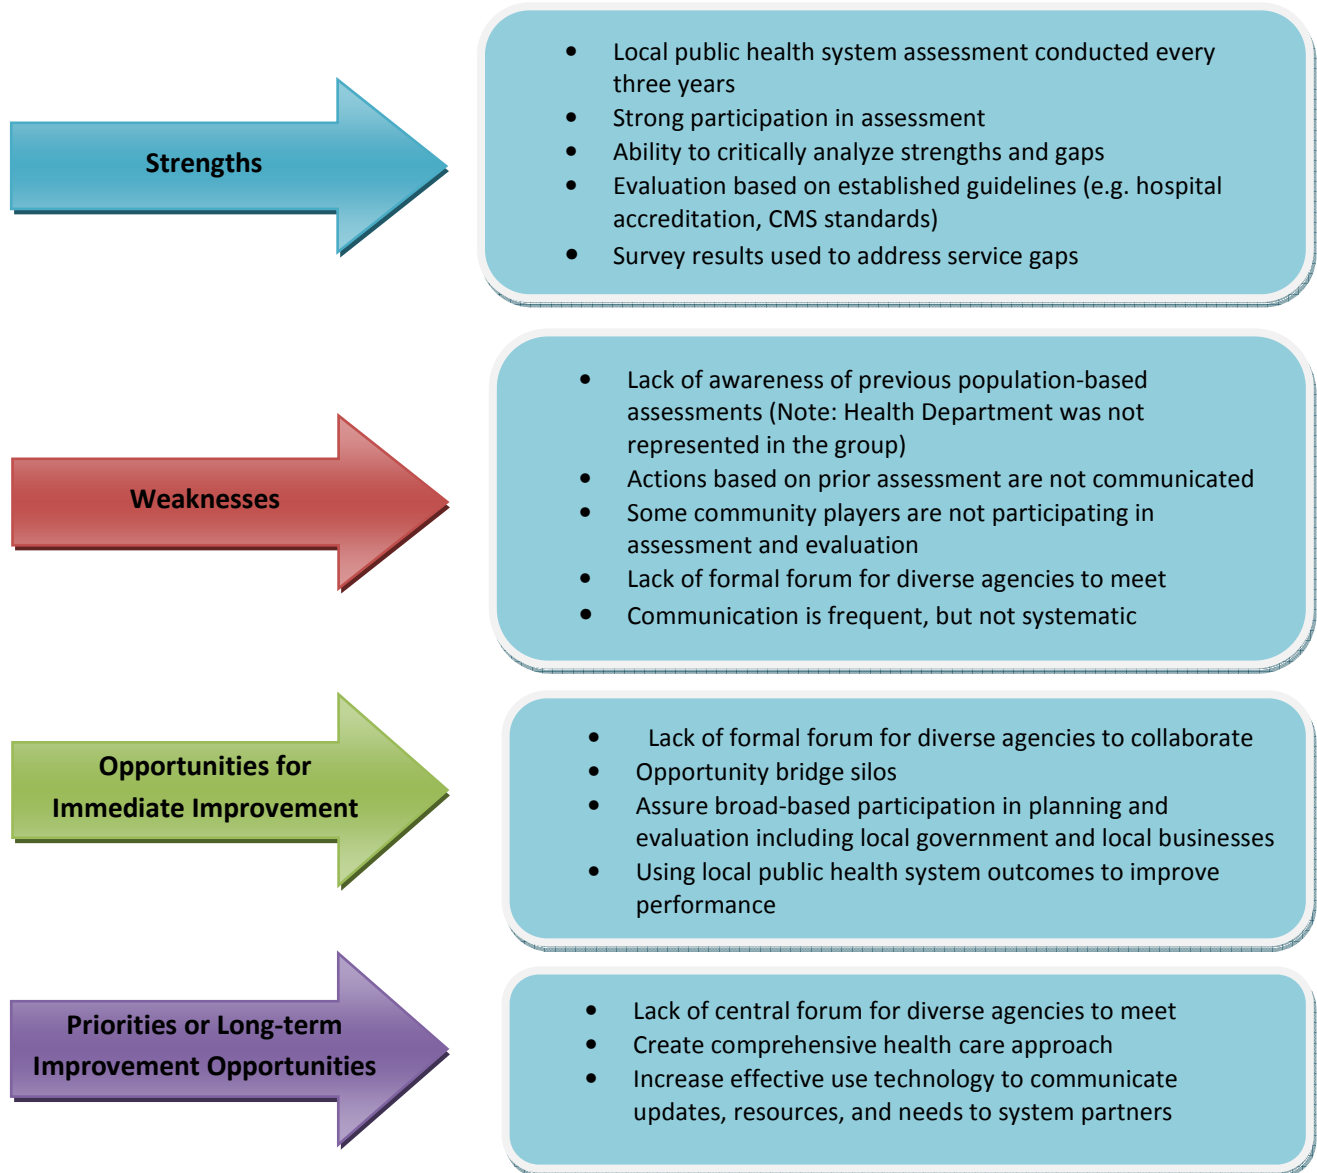 Strengths
• Local public health system assessment conducted every
three years
• Strong participation in assessment
• Ability to critically analyze strengths and gaps
• Evaluation based on established guidelines (e.g. hospital
accreditation, CMS standards)
• Survey results used to address service gaps
Weaknesses
• Lack of awareness of previous population-based
assessments (Note: Health Department was not
represented in the group)
• Actions based on prior assessment are not communicated
• Some community players are not participating in
assessment and evaluation
• Lack of formal forum for diverse agencies to meet
• Communication is frequent, but not systematic
Opportunities for
Immediate Improvement
• Lack of formal forum for diverse agencies to collaborate
• Opportunity bridge silos
• Assure broad-based participation in planning and
evaluation including local government and local businesses
• Using local public health system outcomes to improve
performance
Priorities or Long-term
Improvement Opportunities
• Lack of central forum for diverse agencies to meet
• Create comprehensive health care approach
• Increase effective use technology to communicate
updates, resources, and needs to system partners